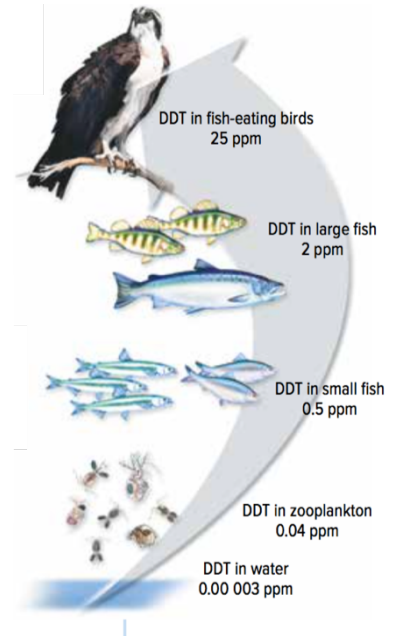 DDT in fish-eating birds
25 ppm
DDT in large fish
2 ppm
DDT in small fish
0.5 ppm
DDT in zooplankton
0.04 ppm
DDT in water
0.00 003 ppm